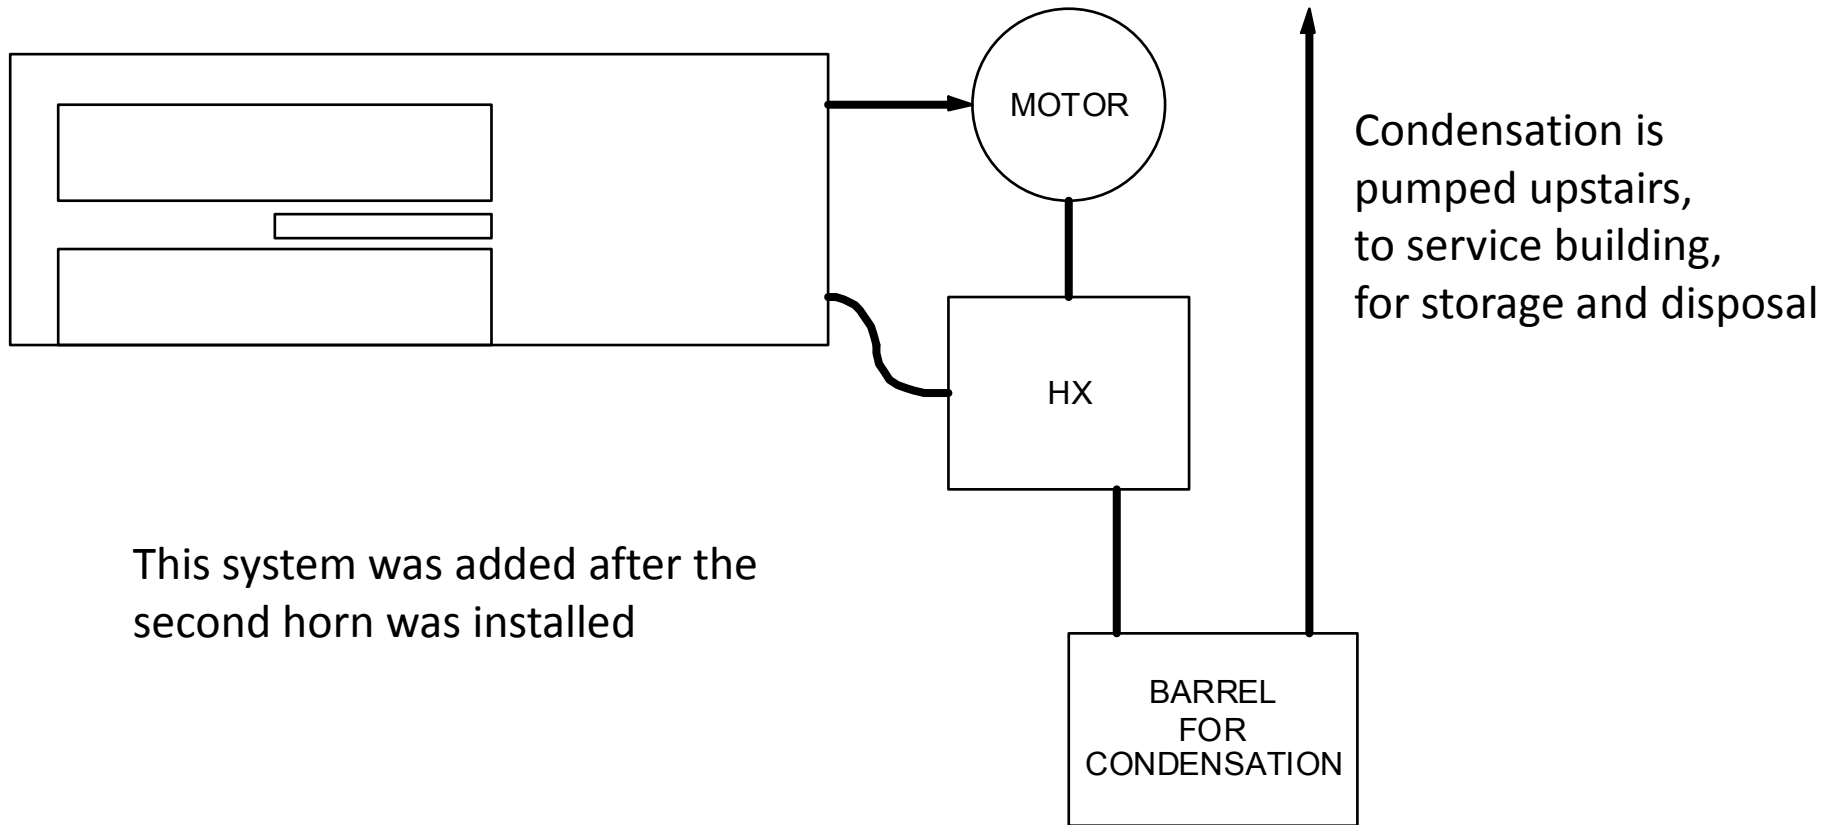 MOTOR
Condensation is
pumped upstairs,
to service building,
for storage and disposal
HX
This system was added after the
second horn was installed
BARREL
FOR
CONDENSATION